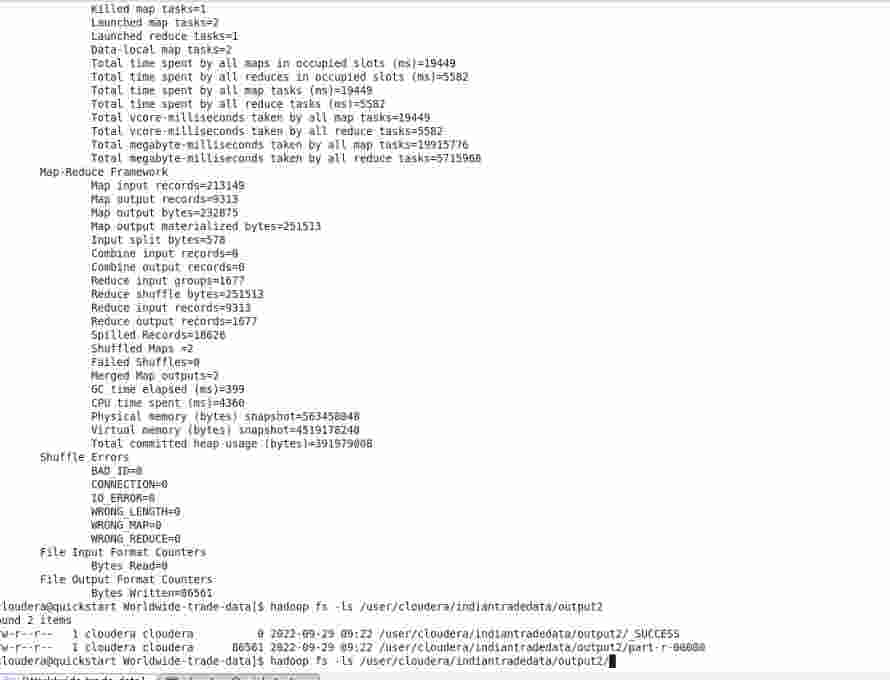 Killed map tasks=1
Launched map tasks=2
Launched reduce tasks=1
Data-local map tasks=2
Total time spent by all maps in occupied slots (ms)=19449
Total time spent by all reduces in occupied slots (ms)=5582
Total time spent by all map tasks (ms)=19449
Total time spent by all reduce tasks (ms)=5582
Total vcore-milliseconds taken by all map tasks=19449
Total vcore-milliseconds taken by all reduce tasks=5582
Total megabyte-milliseconds taken by all map tasks=19915776
Total megabyte-milliseconds taken by all reduce tasks=5715968
Map-Reduce Framework
Map input records=213149
Map output records=9313
Map output bytes=232875
Map output materialized bytes=251513
Input split bytes=578
Combine input records=0
Combine output records=0
Reduce input groups=1677
Reduce shuffle bytes=251513
Reduce input records=9313
Reduce output records=1677
Spilled Records=18626
Shuffled Maps =2
Failed Shuffles=0
Merged Map outputs=2
GC time elapsed (ms)=399
CPU time spent (ms)=4360
Physical memory (bytes) snapshot=563458048
Virtual memory (bytes) snapshot=4519178240
Total committed heap usage (bytes)=391979008
Shuffle Errors
BAD_ID=0
CONNECTION=0
IO_ERROR=0
WRONG_LENGTH=0
WRONG_MAP=0
WRONG_REDUCE=0
File Input Format Counters
Bytes Read=0
File Output Format Counters
Bytes Written=86561
loudera@quickstart Worldwide-trade-data]$ hadoop fs -ls /user/cloudera/indiantradedata/output2
ound 2 items
w-r--r-- 1 cloudera cloudera 0 2022-09-29 09:22 /user/cloudera/indiantradedata/output2/_SUCCESS
w-r--r-- 1 cloudera cloudera 86561 2022-09-29 09:22 /user/cloudera/indiantradedata/output2/part-r-00000
loudera@quickstart Worldwide-trade-data]$ hadoop fs -ls /user/cloudera/indiantradedata/output2/